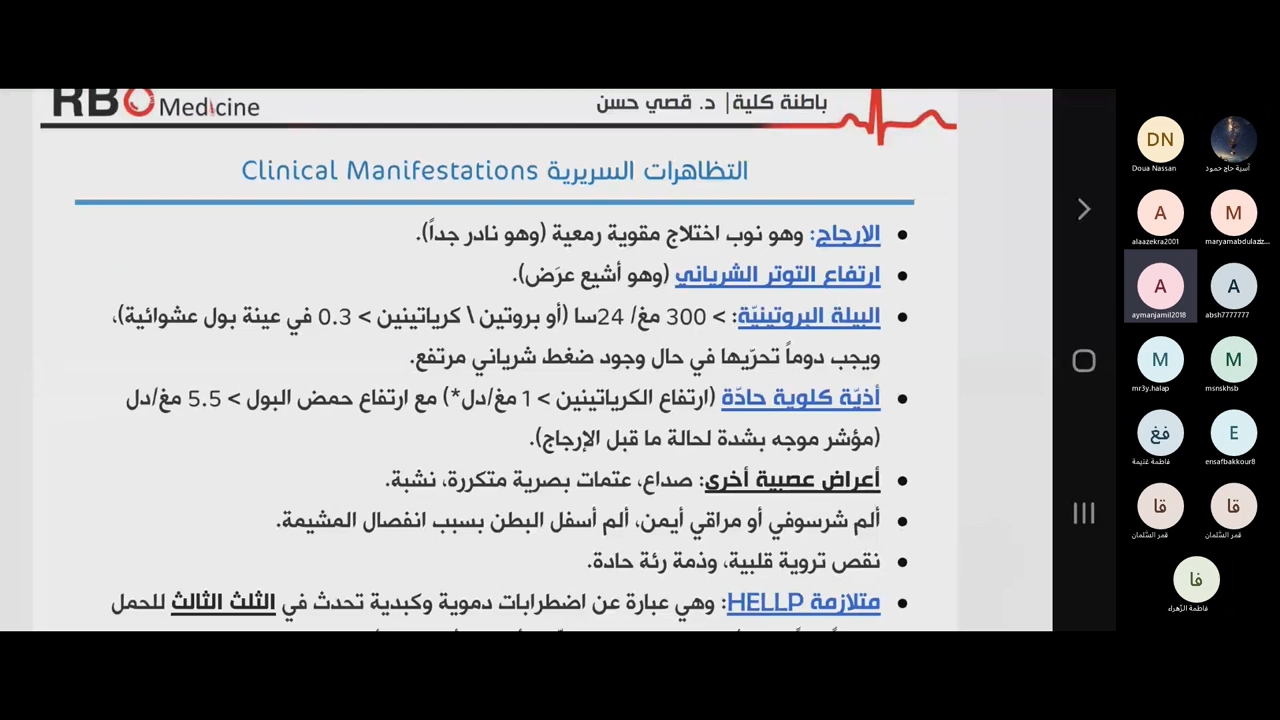 RBO Medicine
باطنة كلية| د. قصي حسن
التظاهرات السريرية Clinical Manifestations
● الإرجاج: وهو نوب اختلاج مقوية رمعية (وهو نادر جداً).
● ارتفاع التوتر الشرياني (وهو أشيع عرَض).
● البيلة البروتينيّة: > 300 مغ/ 24سا (أو بروتين \ كرياتينين > 0.3 في عينة بول عشوائية)،
ويجب دوماً تحرّيها في حال وجود ضغط شرياني مرتفع.
● أذيّة كلوية حادّة (ارتفاع الكرياتينين > 1 مغ/دل*) مع ارتفاع حمض البول > 5.5 مغ/دل
(مؤشر موجه بشدة لحالة ما قبل الإرجاج).
● أعراض عصبية أخرى: صداع، عتمات بصرية متكررة، نشبة.
● ألم شرسوفي أو مراقي أيمن، ألم أسفل البطن بسبب انفصال المشيمة.
● نقص تروية قلبية، وذمة رئة حادة.
● متلازمة HELLP: وهي عبارة عن اضطرابات دموية وكبدية تحدث في الثلث الثالث للحمل
DN
Doua Nassan
آسية حاج حمود
A
alaazekra2001
M
maryamabdulaziz...
A
aymanjamil2018
A
absh7777777
M
mr3y.halap
M
msnskhsb
فغ
فاطمة غنيمة
E
ensafbakkour8
قا
قمر السّلمان
قا
قمر السّلمان
فا
فاطمة الزّهراء